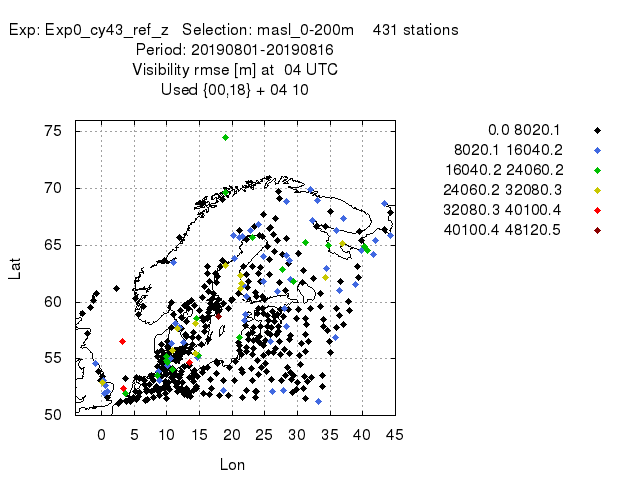 Exp: Exp0_cy43_ref_z   Selection: masl_0-200m    431 stations
Period: 20190801-20190816
Visibility rmse [m] at  04 UTC
Used {00,18} + 04 10
0.0 8020.1
8020.1 16040.2
16040.2 24060.2
24060.2 32080.3
32080.3 40100.4
40100.4 48120.5
75
70
65
60
55
50
Lat
0 5 10 15 20 25 30 35 40 45
Lon